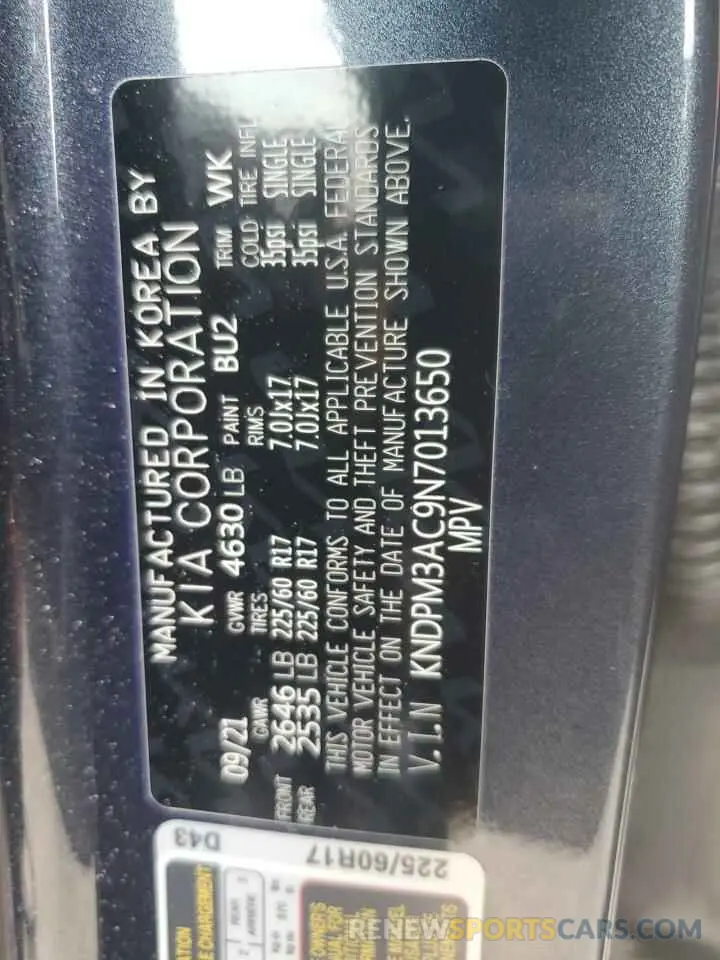 MANUFACTURED IN KOREA BY
KIA CORPORATION
09/21 GVWR 4630 LB PAINT BU2 TRIM WK
GAWR TIRES RIMS COLD TIRE INFL
FRONT 2646 LB 225/60 R17 7.0Jx17 35psi SINGLE
REAR 2535 LB 225/60 R17 7.0Jx17 35psi SINGLE
THIS VEHICLE CONFORMS TO ALL APPLICABLE U.S.A. FEDERAL
MOTOR VEHICLE SAFETY AND THEFT PREVENTION STANDARDS
IN EFFECT ON THE DATE OF MANUFACTURE SHOWN ABOVE.
V.I.N KNDPM3AC9N7013650
MPV
D43
225/60R17
RENEWSPORTSCARS.COM